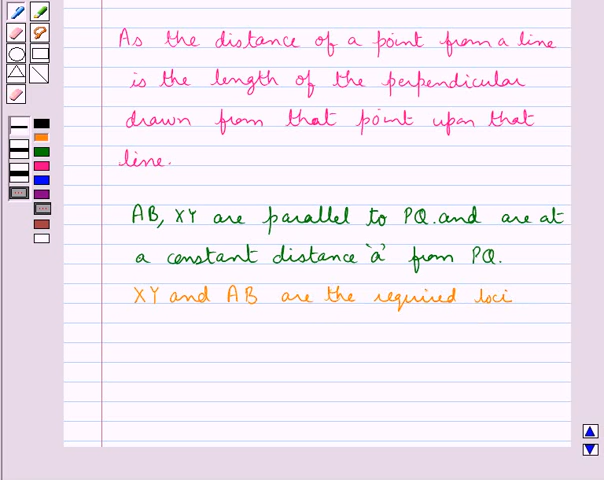 As the distance of a point from a line
is the length of the perpendicular
drawn from that point upon that
line.
AB, XY are parallel to PQ. and are at
a constant distance 'a' from PQ.
XY and AB are the required loci